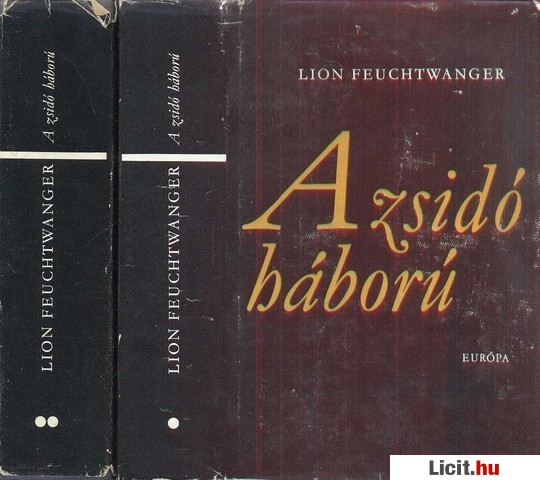 LION FEUCHTWANGER A zsidó háború
LION FEUCHTWANGER A zsidó háború
LION FEUCHTWANGER
A zsidó
háború
EURÓPA
Licit.hu